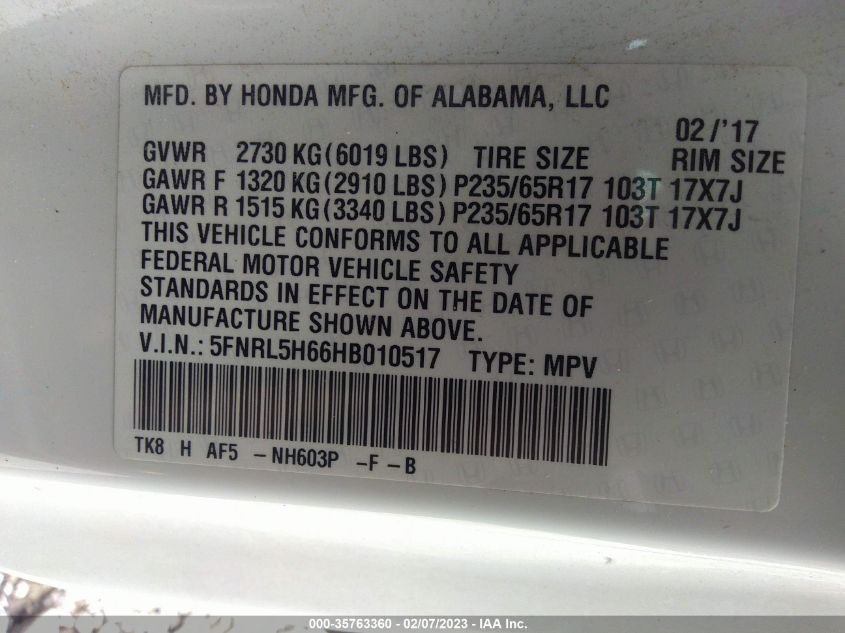 MFD. BY HONDA MFG. OF ALABAMA, LLC
02/'17
GVWR 2730 KG(6019 LBS) TIRE SIZE RIM SIZE
GAWR F 1320 KG(2910 LBS) P235/65R17 103T 17X7J
GAWR R 1515 KG(3340 LBS) P235/65R17 103T 17X7J
THIS VEHICLE CONFORMS TO ALL APPLICABLE
FEDERAL MOTOR VEHICLE SAFETY
STANDARDS IN EFFECT ON THE DATE OF
MANUFACTURE SHOWN ABOVE.
V.I.N.: 5FNRL5H66HB010517 TYPE: MPV
TK8 H AF5 -NH603P -F-B
000-35763360 - 02/07/2023 - IAA Inc.